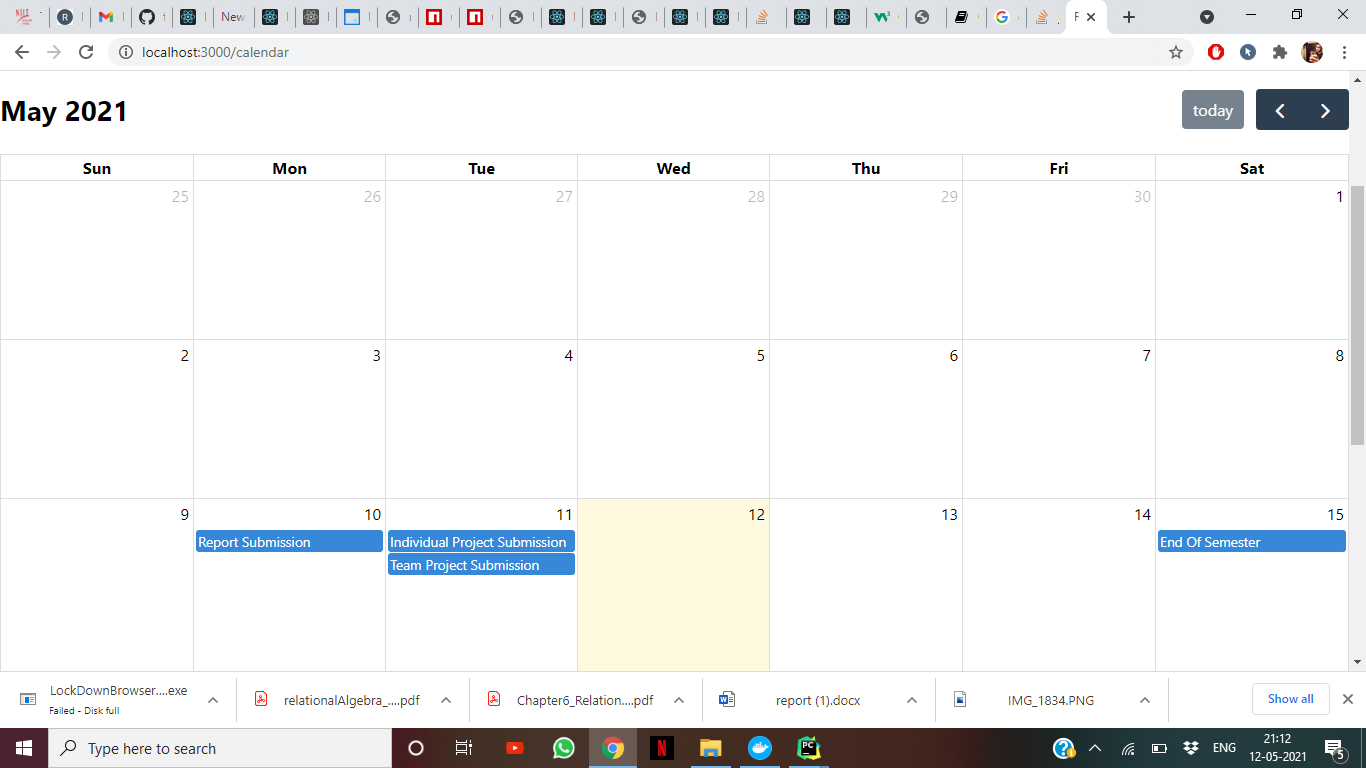 New
localhost:3000/calendar
May 2021
today
Sun Mon Tue Wed Thu Fri Sat
25 26 27 28 29 30 1
2 3 4 5 6 7 8
9 10 11 12 13 14 15
Report Submission Individual Project Submission End Of Semester
Team Project Submission
LockDownBrowser....exe
Failed - Disk full
relationalAlgebra_....pdf
Chapter6_Relation....pdf
report (1).docx
IMG_1834.PNG
Show all
Type here to search
ENG
21:12
12-05-2021
5